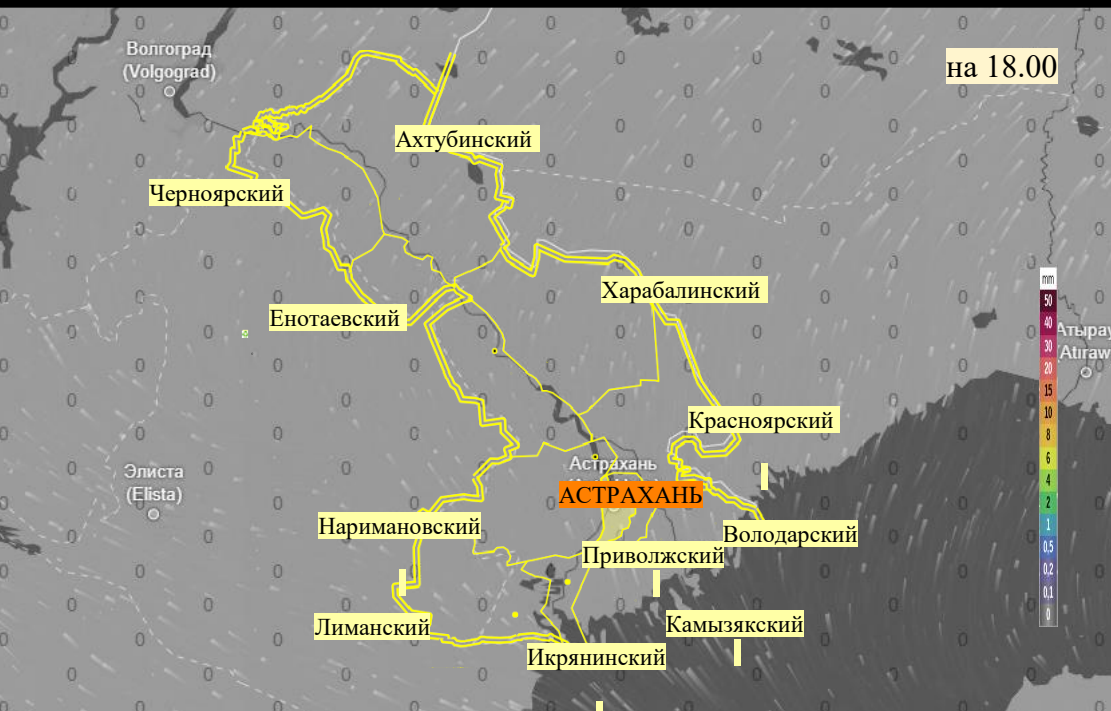 Волгоград
(Volgograd)
на 18.00
Ахтубинский
Черноярский
Харабалинский
mm
50
40
30
20
15
10
8
6
4
2
1
0,5
0,2
0,1
0
Енотаевский
Атырау
(Atıraw
Красноярский
Астрахань
Элиста
(Elista)
АСТРАХАНЬ
Наримановский
Володарский
Приволжский
Лиманский
Камызякский
Икрянинский